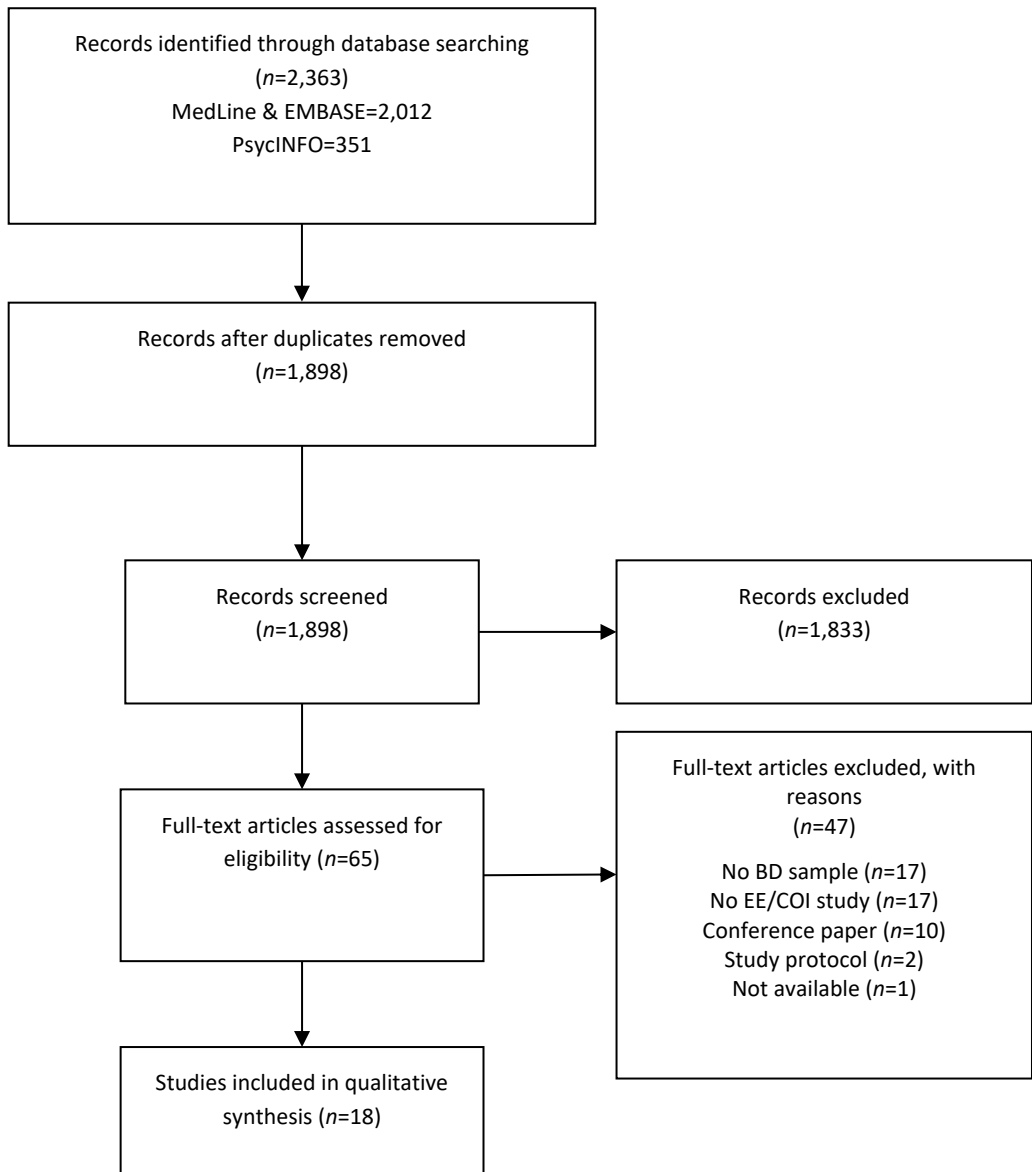 Records identified through database searching
(n=2,363)
MedLine & EMBASE=2,012
PsycINFO=351
Records after duplicates removed
(n=1,898)
Records screened
(n=1,898)
Records excluded
(n=1,833)
Full-text articles assessed for
eligibility (n=65)
Full-text articles excluded, with
reasons
(n=47)
No BD sample (n=17)
No EE/COI study (n=17)
Conference paper (n=10)
Study protocol (n=2)
Not available (n=1)
Studies included in qualitative
synthesis (n=18)